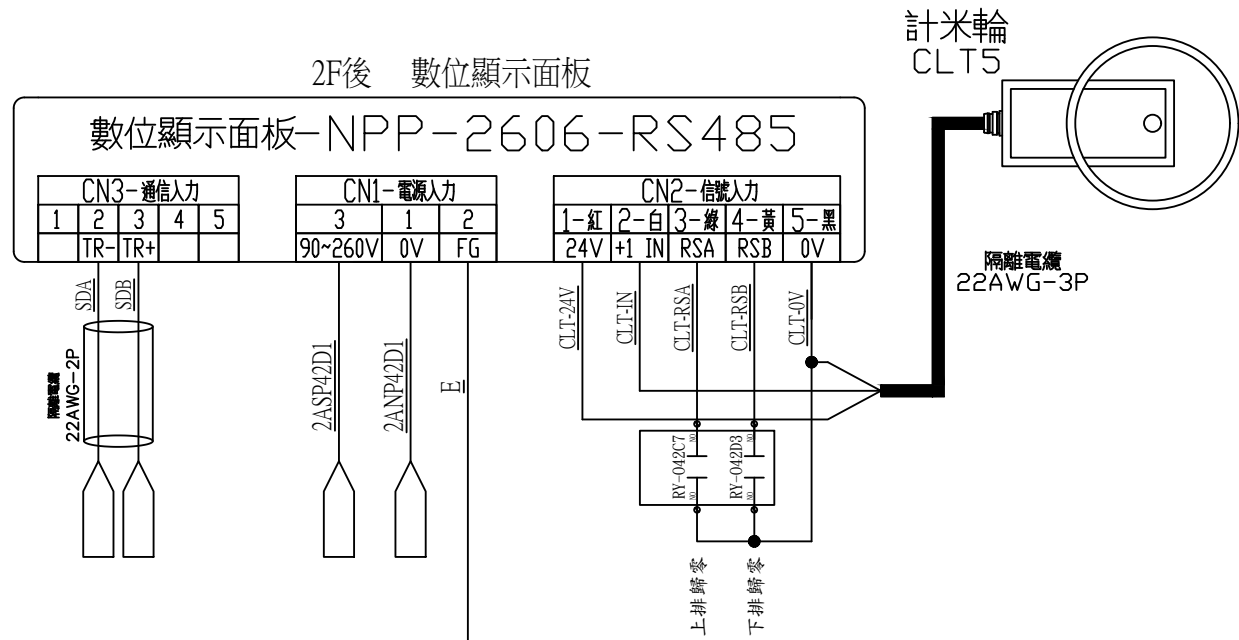 計米輪
CLT5
2F後 數位顯示面板
數位顯示面板-NPP-2606-RS485
CN3-通信入力
1 2 3 4 5
TR- TR+
CN1-電源入力
3 1 2
90~260V 0V FG
CN2-信號入力
1-紅 2-白 3-綠 4-黃 5-黑
24V +1 IN RSA RSB 0V
隔離電纜
22AWG-3P
SDA
SDB
隔離電纜
22AWG-2P
2ASP42D1
2ANP42D1
E
CLT-24V
CLT-IN
CLT-RSA
CLT-RSB
CLT-0V
RY-042C7
NO
NO
RY-042D3
NO
NO
上排歸零
下排歸零